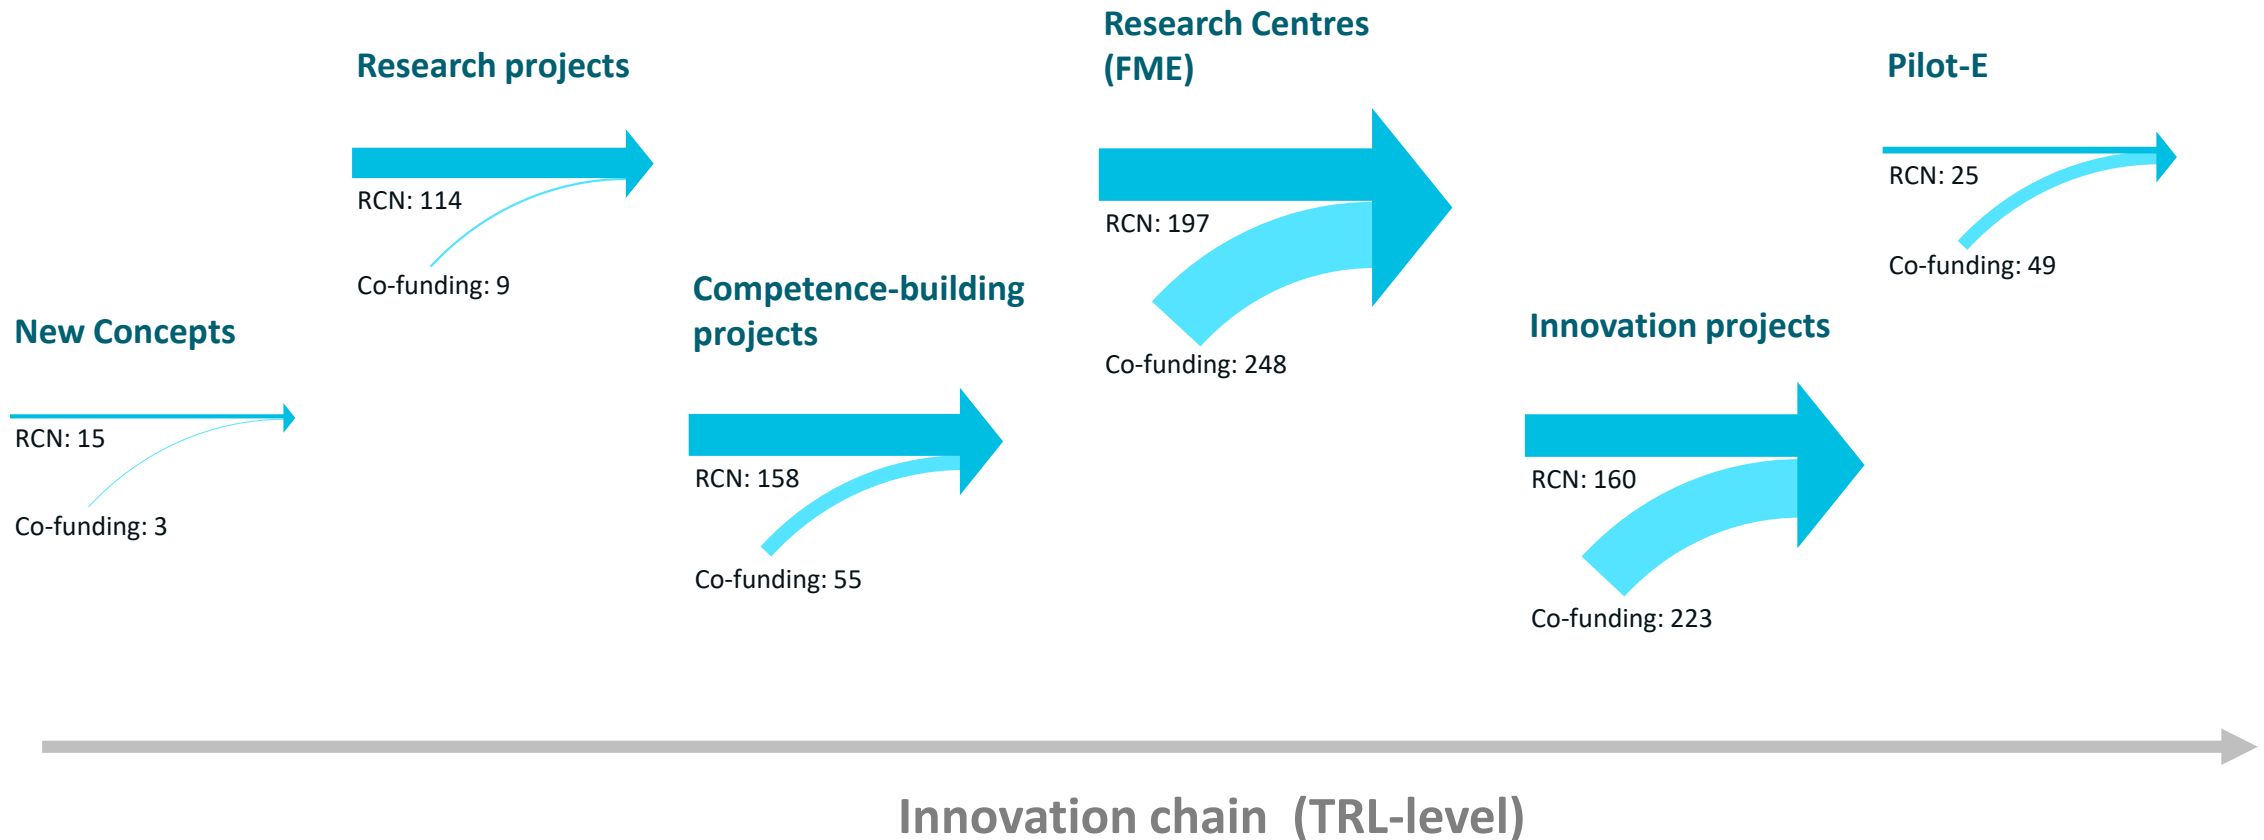 New Concepts
RCN: 15
Co-funding: 3
Research projects
RCN: 114
Co-funding: 9
Competence-building
projects
RCN: 158
Co-funding: 55
Research Centres
(FME)
RCN: 197
Co-funding: 248
Innovation projects
RCN: 160
Co-funding: 223
Pilot-E
RCN: 25
Co-funding: 49
Innovation chain (TRL-level)